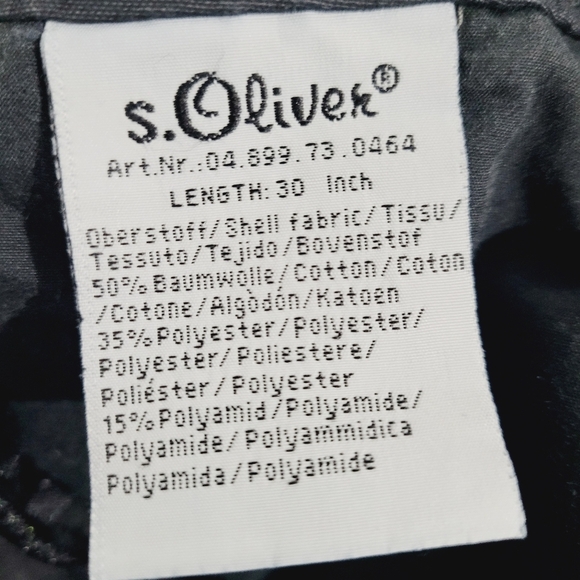 s.Oliver®
Art.Nr.:04.899.73.0464
LENGTH: 30 Inch
Oberstoff/Shell fabric/Tissu/
Tessuto/Tejido/Bovenstof
50%Baumwolle/Cotton/Coton
/Cotone/Algodón/Katoen
35%Polyester/Polyester/
Polyester/Poliestere/
Poliéster/Polyester
15%Polyamid/Polyamide/
Polyamide/Polyammidica
Polyamida/Polyamide